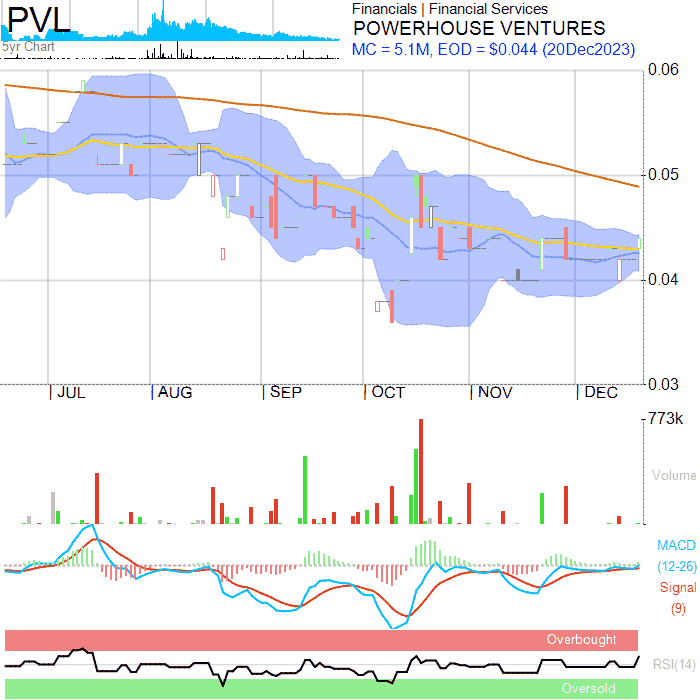 PVL
5yr Chart
Financials | Financial Services
POWERHOUSE VENTURES
MC = 5.1M, EOD = $0.044 (20Dec2023)
0.06
0.05
0.04
0.03
JUL
AUG
SEP
OCT
NOV
DEC
773k
Volume
MACD
(12-26)
Signal
(9)
Overbought
RSI(14)
Oversold